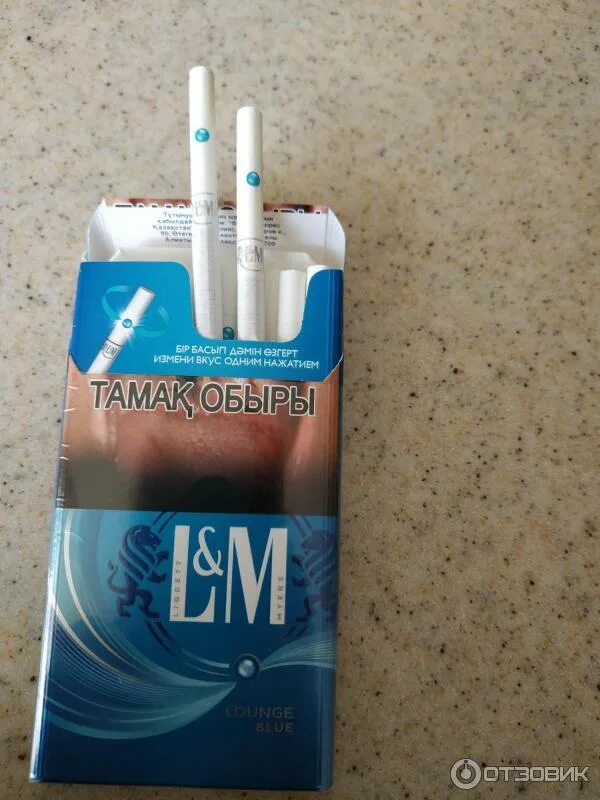 L&M
L&M
БІР БАСЫП ДӘМІН ӨЗГЕРТ
ИЗМЕНИ ВКУС ОДНИМ НАЖАТИЕМ
ТАМАҚ ОБЫРЫ
LIGGETT
L&M
MYERS
LOUNGE
BLUE
ОТЗОВИК